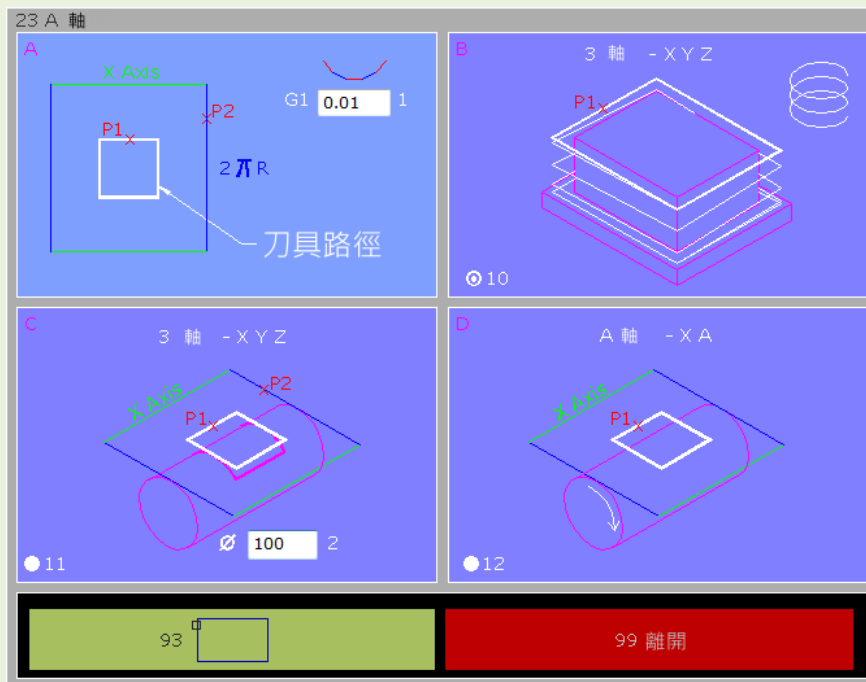 23 A 軸
A
X Axis
G1 0.01 1
P1
P2
2πR
刀具路徑
B
3 軸 - X Y Z
P1
10
C
3 軸 - X Y Z
X Axis
P2
P1
Ø 100 2
11
D
A 軸 - X A
X Axis
P1
12
93
99 離開